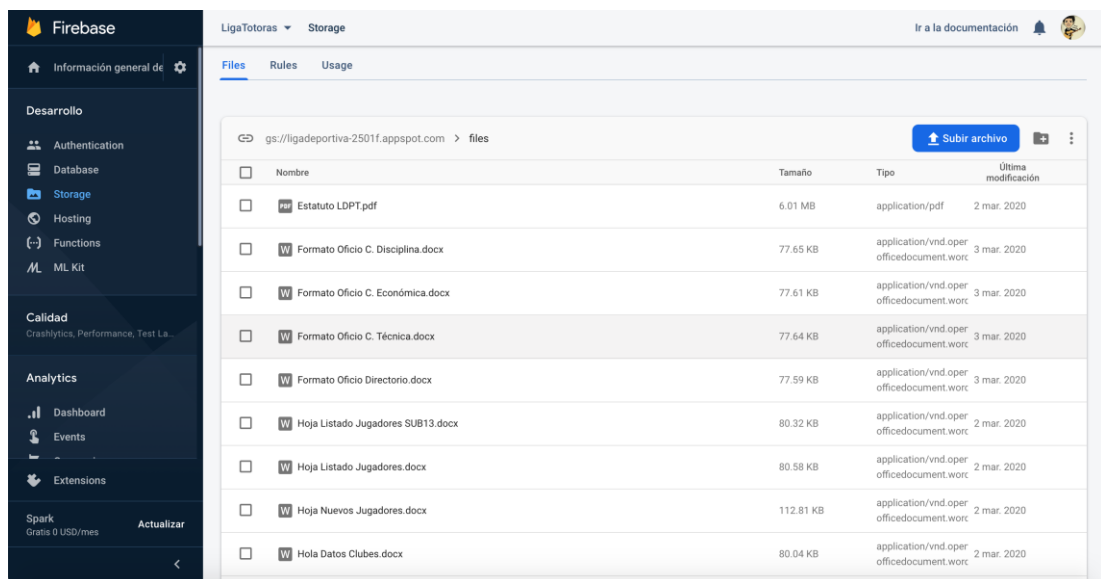 Firebase
LigaTotoras Storage
Ir a la documentación
Información general de
Files Rules Usage
Desarrollo
Authentication
Database
Storage
Hosting
Functions
ML Kit
Calidad
Crashlytics, Performance, Test La...
Analytics
Dashboard
Events
Extensions
Spark
Gratis 0 USD/mes
Actualizar
gs://ligadeportiva-2501f.appspot.com > files
Subir archivo
Nombre Tamaño Tipo Última modificación
PDF Estatuto LDPT.pdf 6.01 MB application/pdf 2 mar. 2020
W Formato Oficio C. Disciplina.docx 77.65 KB application/vnd.oper officedocument.worc 3 mar. 2020
W Formato Oficio C. Económica.docx 77.61 KB application/vnd.oper officedocument.worc 3 mar. 2020
W Formato Oficio C. Técnica.docx 77.64 KB application/vnd.oper officedocument.worc 3 mar. 2020
W Formato Oficio Directorio.docx 77.59 KB application/vnd.oper officedocument.worc 3 mar. 2020
W Hoja Listado Jugadores SUB13.docx 80.32 KB application/vnd.oper officedocument.worc 2 mar. 2020
W Hoja Listado Jugadores.docx 80.58 KB application/vnd.oper officedocument.worc 2 mar. 2020
W Hoja Nuevos Jugadores.docx 112.81 KB application/vnd.oper officedocument.worc 2 mar. 2020
W Hola Datos Clubes.docx 80.04 KB application/vnd.oper officedocument.worc 2 mar. 2020